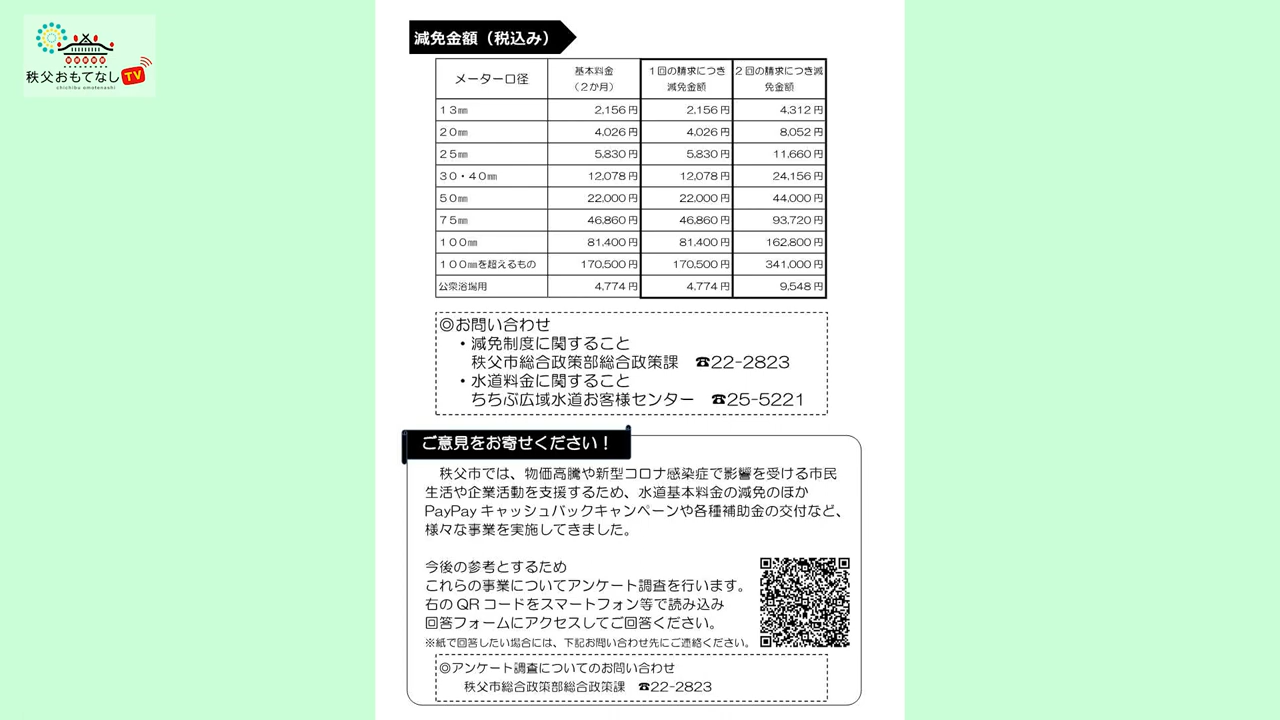 秩父おもてなしTV
chichibu omotenashi
減免金額（税込み）
メーター口径 基本料金（２か月） １回の請求につき減免金額 ２回の請求につき減免金額
１３㎜ 2,156円 2,156円 4,312円
２０㎜ 4,026円 4,026円 8,052円
２５㎜ 5,830円 5,830円 11,660円
３０・４０㎜ 12,078円 12,078円 24,156円
５０㎜ 22,000円 22,000円 44,000円
７５㎜ 46,860円 46,860円 93,720円
１００㎜ 81,400円 81,400円 162,800円
１００㎜を超えるもの 170,500円 170,500円 341,000円
公衆浴場用 4,774円 4,774円 9,548円
◎お問い合わせ
・減免制度に関すること
秩父市総合政策部総合政策課 ☎22-2823
・水道料金に関すること
ちちぶ広域水道お客様センター ☎25-5221
ご意見をお寄せください！
秩父市では、物価高騰や新型コロナ感染症で影響を受ける市民
生活や企業活動を支援するため、水道基本料金の減免のほか
PayPayキャッシュバックキャンペーンや各種補助金の交付など、
様々な事業を実施してきました。
今後の参考とするため
これらの事業についてアンケート調査を行います。
右のQRコードをスマートフォン等で読み込み
回答フォームにアクセスしてご回答ください。
※紙で回答したい場合には、下記お問い合わせ先にご連絡ください。
◎アンケート調査についてのお問い合わせ
秩父市総合政策部総合政策課 ☎22-2823